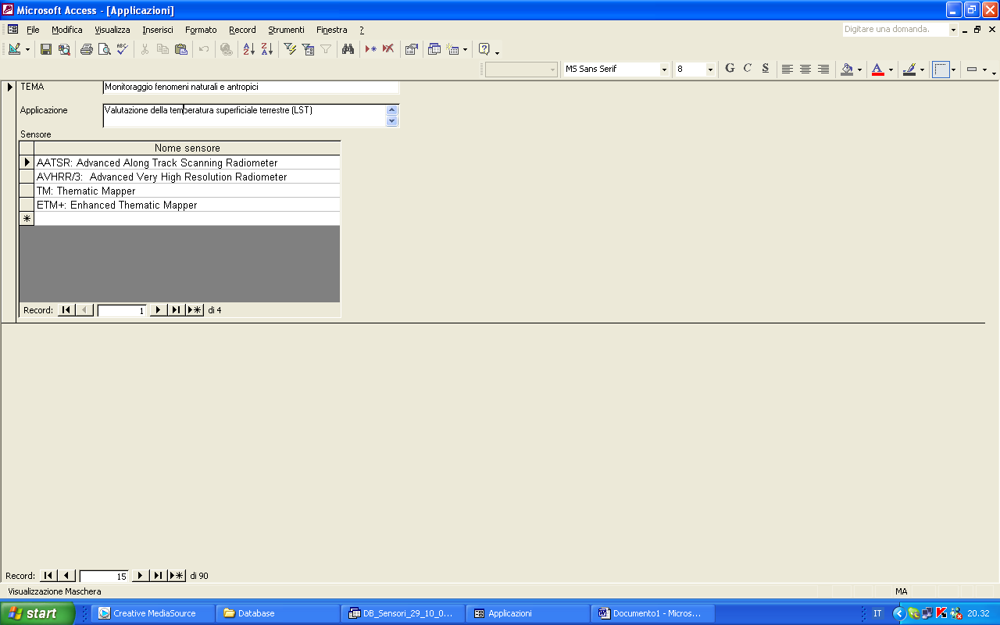 Microsoft Access - [Applicazioni]
File Modifica Visualizza Inserisci Formato Record Strumenti Finestra ?
Digitare una domanda.
MS Sans Serif 8 G C S
TEMA Monitoraggio fenomeni naturali e antropici
Applicazione Valutazione della temperatura superficiale terrestre (LST)
Sensore
Nome sensore
AATSR: Advanced Along Track Scanning Radiometer
AVHRR/3: Advanced Very High Resolution Radiometer
TM: Thematic Mapper
ETM+: Enhanced Thematic Mapper
Record: 1 di 4
Record: 15 di 90
Visualizzazione Maschera MA
start Creative MediaSource Database DB_Sensori_29_10_0... Applicazioni Documento1 - Micros... IT 20.32